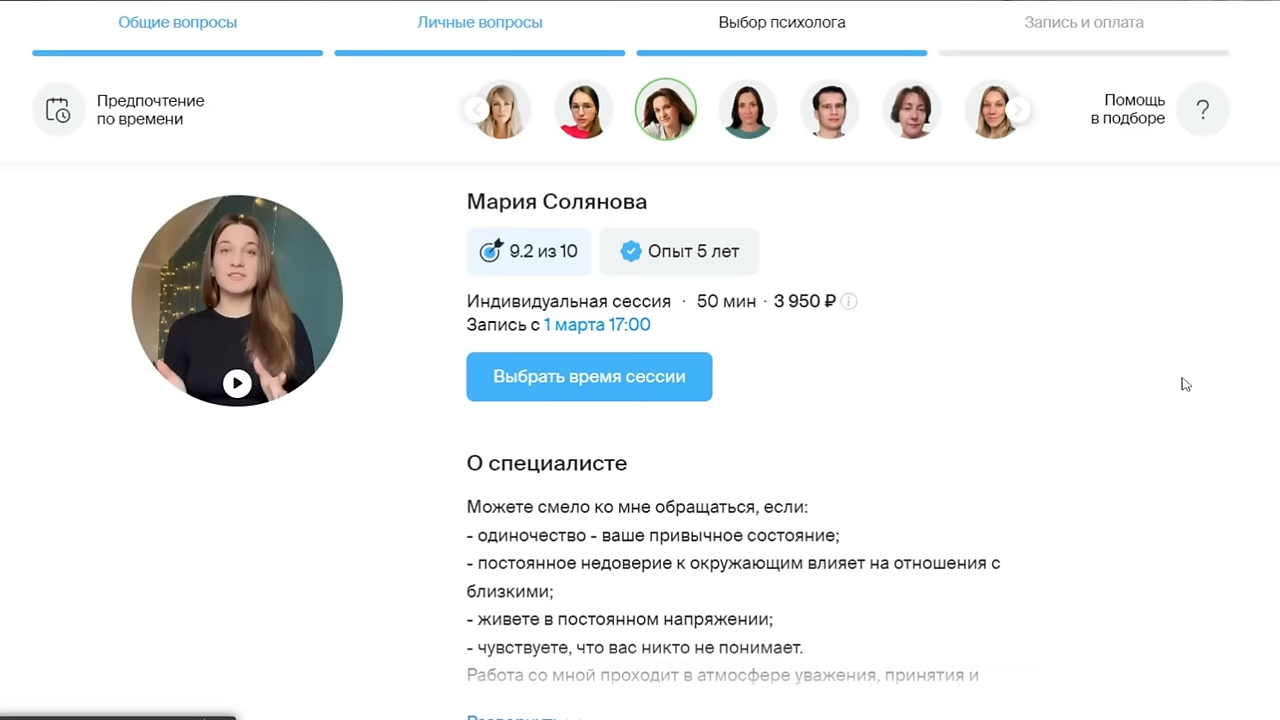 Общие вопросы
Личные вопросы
Выбор психолога
Запись и оплата
Предпочтение
по времени
Помощь
в подборе
?
Мария Солянова
9.2 из 10
Опыт 5 лет
Индивидуальная сессия · 50 мин · 3 950 ₽
Запись с 1 марта 17:00
Выбрать время сессии
О специалисте
Можете смело ко мне обращаться, если:
- одиночество - ваше привычное состояние;
- постоянное недоверие к окружающим влияет на отношения с
близкими;
- живете в постоянном напряжении;
- чувствуете, что вас никто не понимает.
Работа со мной проходит в атмосфере уважения, принятия и